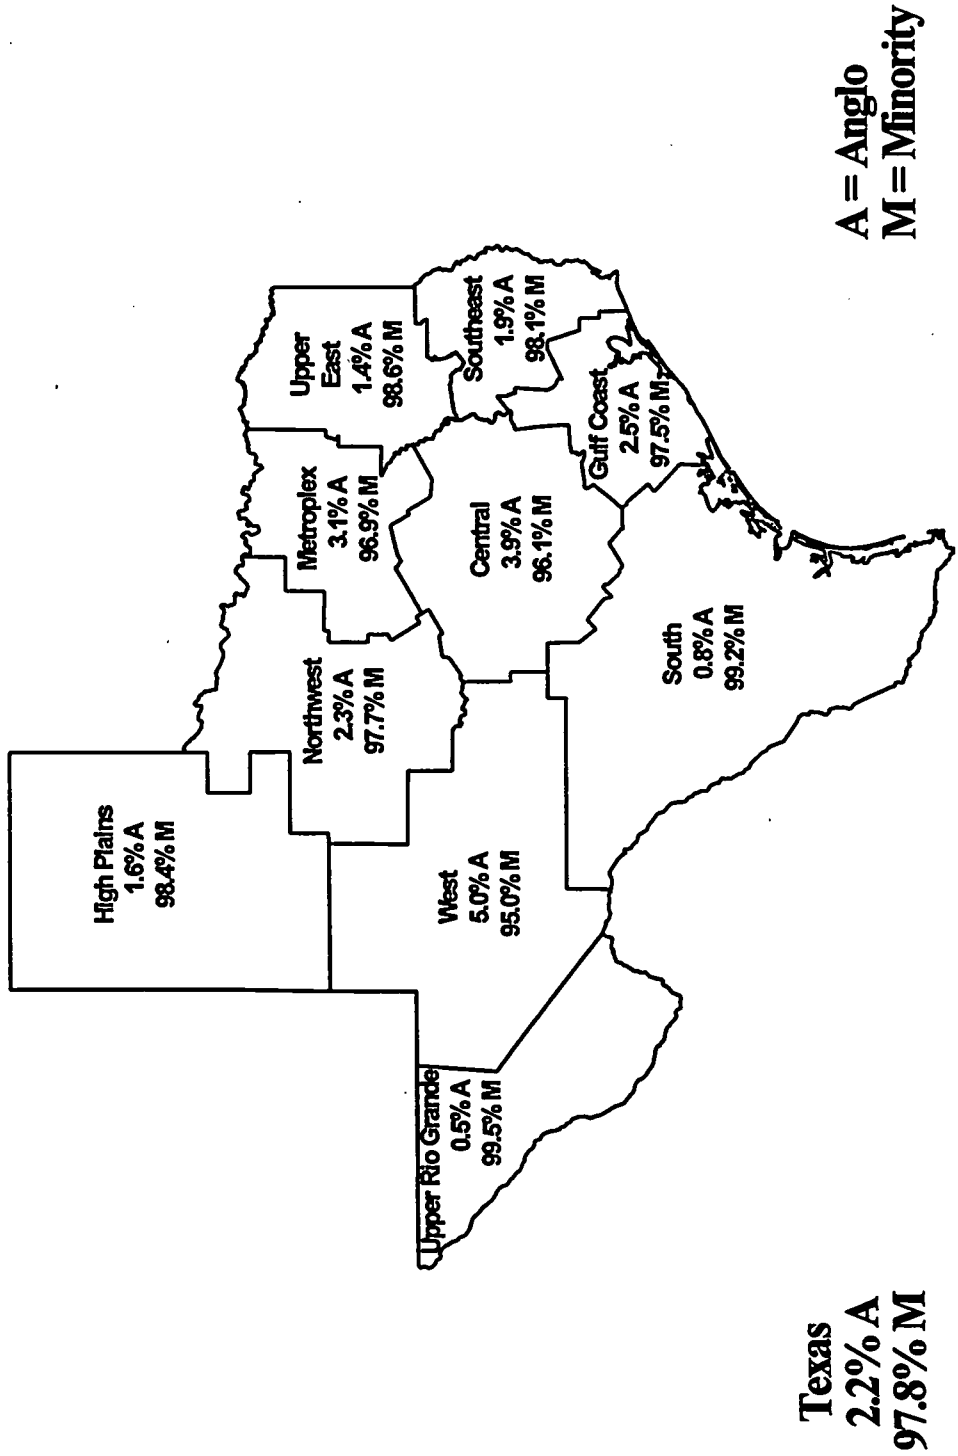 High Plains
1.6% A
98.4% M
Northwest
2.3% A
97.7% M
Metroplex
3.1% A
96.9% M
Upper
East
1.4% A
98.6% M
Southeast
1.9% A
98.1% M
Gulf Coast
2.5% A
97.5% M
Central
3.9% A
96.1% M
West
5.0% A
95.0% M
Upper Rio Grande
0.5% A
99.5% M
South
0.8% A
99.2% M
Texas
2.2% A
97.8% M
A = Anglo
M = Minority